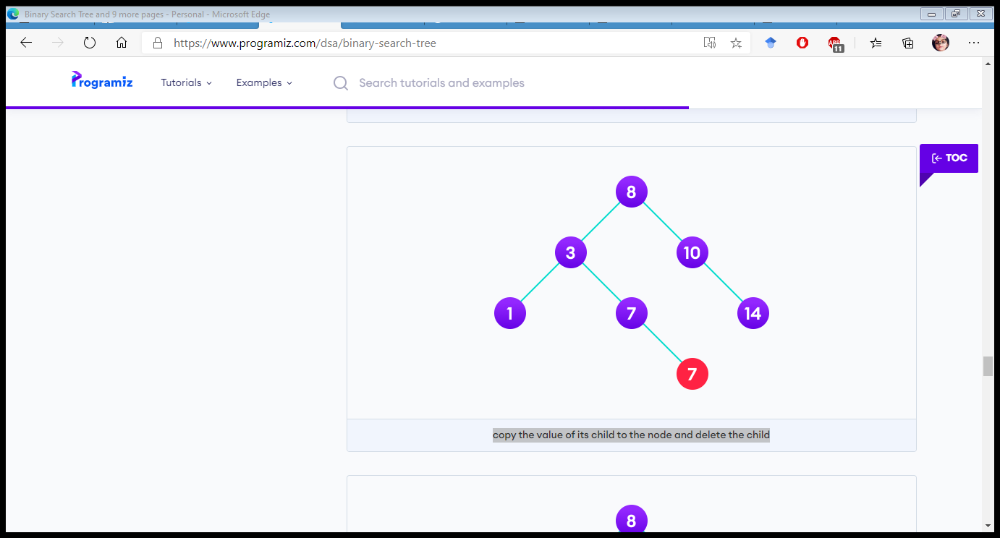 Binary Search Tree and 9 more pages - Personal - Microsoft Edge
https://www.programiz.com/dsa/binary-search-tree
11
Programiz
Tutorials
Examples
Search tutorials and examples
TOC
8
3
10
1
7
14
7
copy the value of its child to the node and delete the child
8